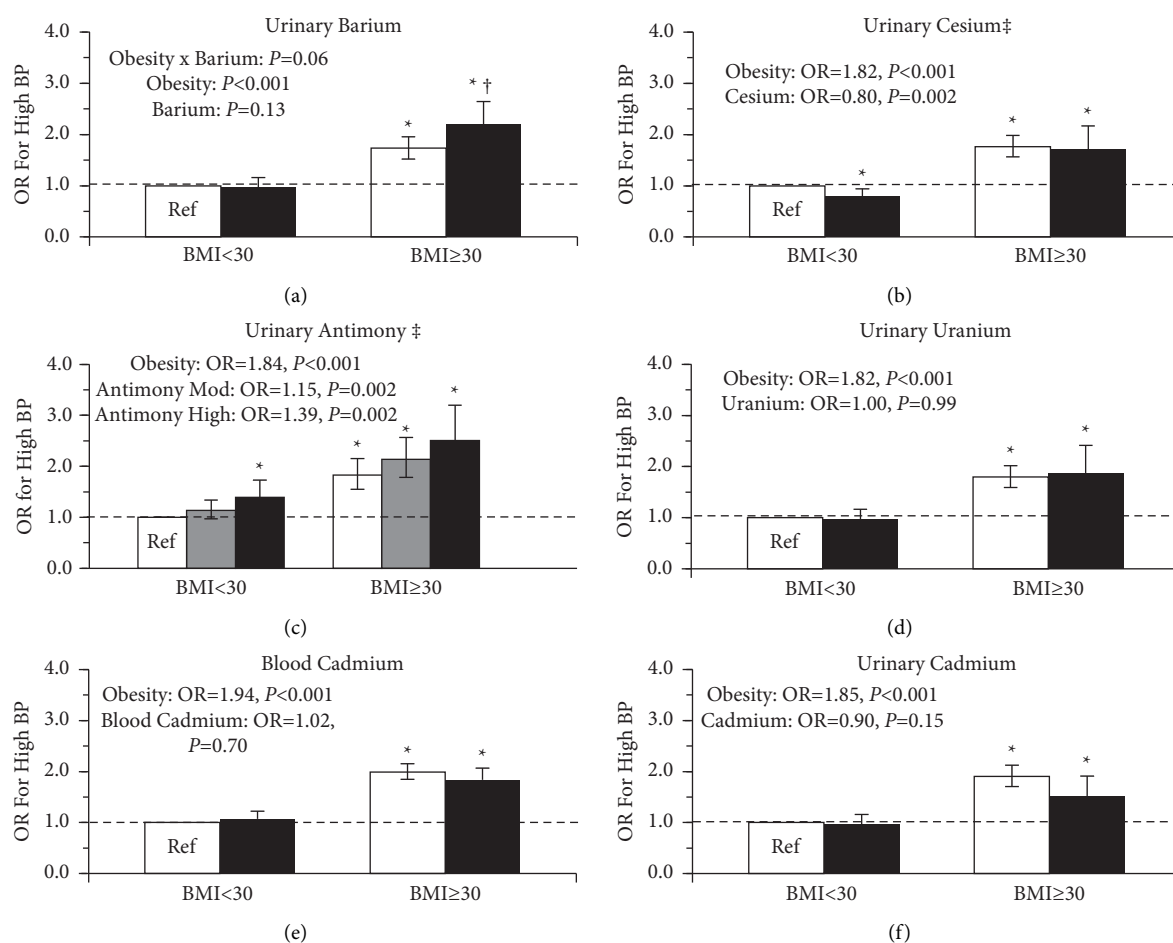 Urinary Barium
Obesity x Barium: P=0.06
Obesity: P<0.001
Barium: P=0.13
OR For High BP
4.0
3.0
2.0
1.0
0.0
* 
* †
Ref
BMI<30
BMI≥30
(a)
Urinary Cesium‡
Obesity: OR=1.82, P<0.001
Cesium: OR=0.80, P=0.002
OR For High BP
4.0
3.0
2.0
1.0
0.0
*
*
*
Ref
BMI<30
BMI≥30
(b)
Urinary Antimony ‡
Obesity: OR=1.84, P<0.001
Antimony Mod: OR=1.15, P=0.002
Antimony High: OR=1.39, P=0.002
OR for High BP
4.0
3.0
2.0
1.0
0.0
*
*
*
*
Ref
BMI<30
BMI≥30
(c)
Urinary Uranium
Obesity: OR=1.82, P<0.001
Uranium: OR=1.00, P=0.99
OR For High BP
4.0
3.0
2.0
1.0
0.0
*
*
Ref
BMI<30
BMI≥30
(d)
Blood Cadmium
Obesity: OR=1.94, P<0.001
Blood Cadmium: OR=1.02,
P=0.70
OR For High BP
4.0
3.0
2.0
1.0
0.0
*
*
Ref
BMI<30
BMI≥30
(e)
Urinary Cadmium
Obesity: OR=1.85, P<0.001
Cadmium: OR=0.90, P=0.15
OR For High BP
4.0
3.0
2.0
1.0
0.0
*
*
Ref
BMI<30
BMI≥30
(f)